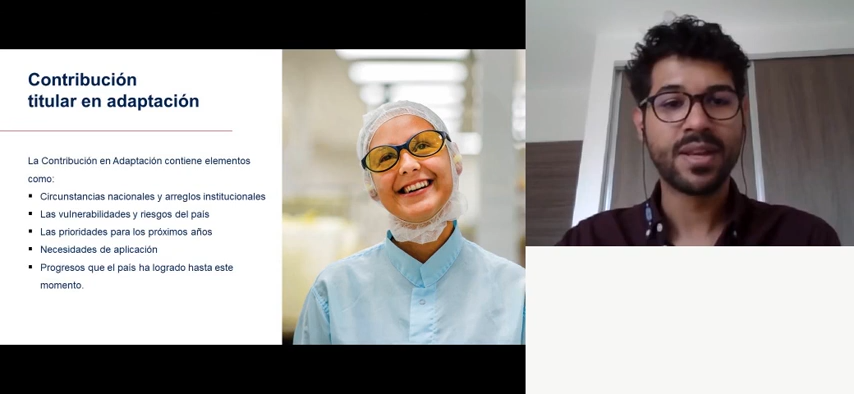 Contribución
titular en adaptación
La Contribución en Adaptación contiene elementos
como:
▪ Circunstancias nacionales y arreglos institucionales
▪ Las vulnerabilidades y riesgos del país
▪ Las prioridades para los próximos años
▪ Necesidades de aplicación
▪ Progresos que el país ha logrado hasta este
momento.